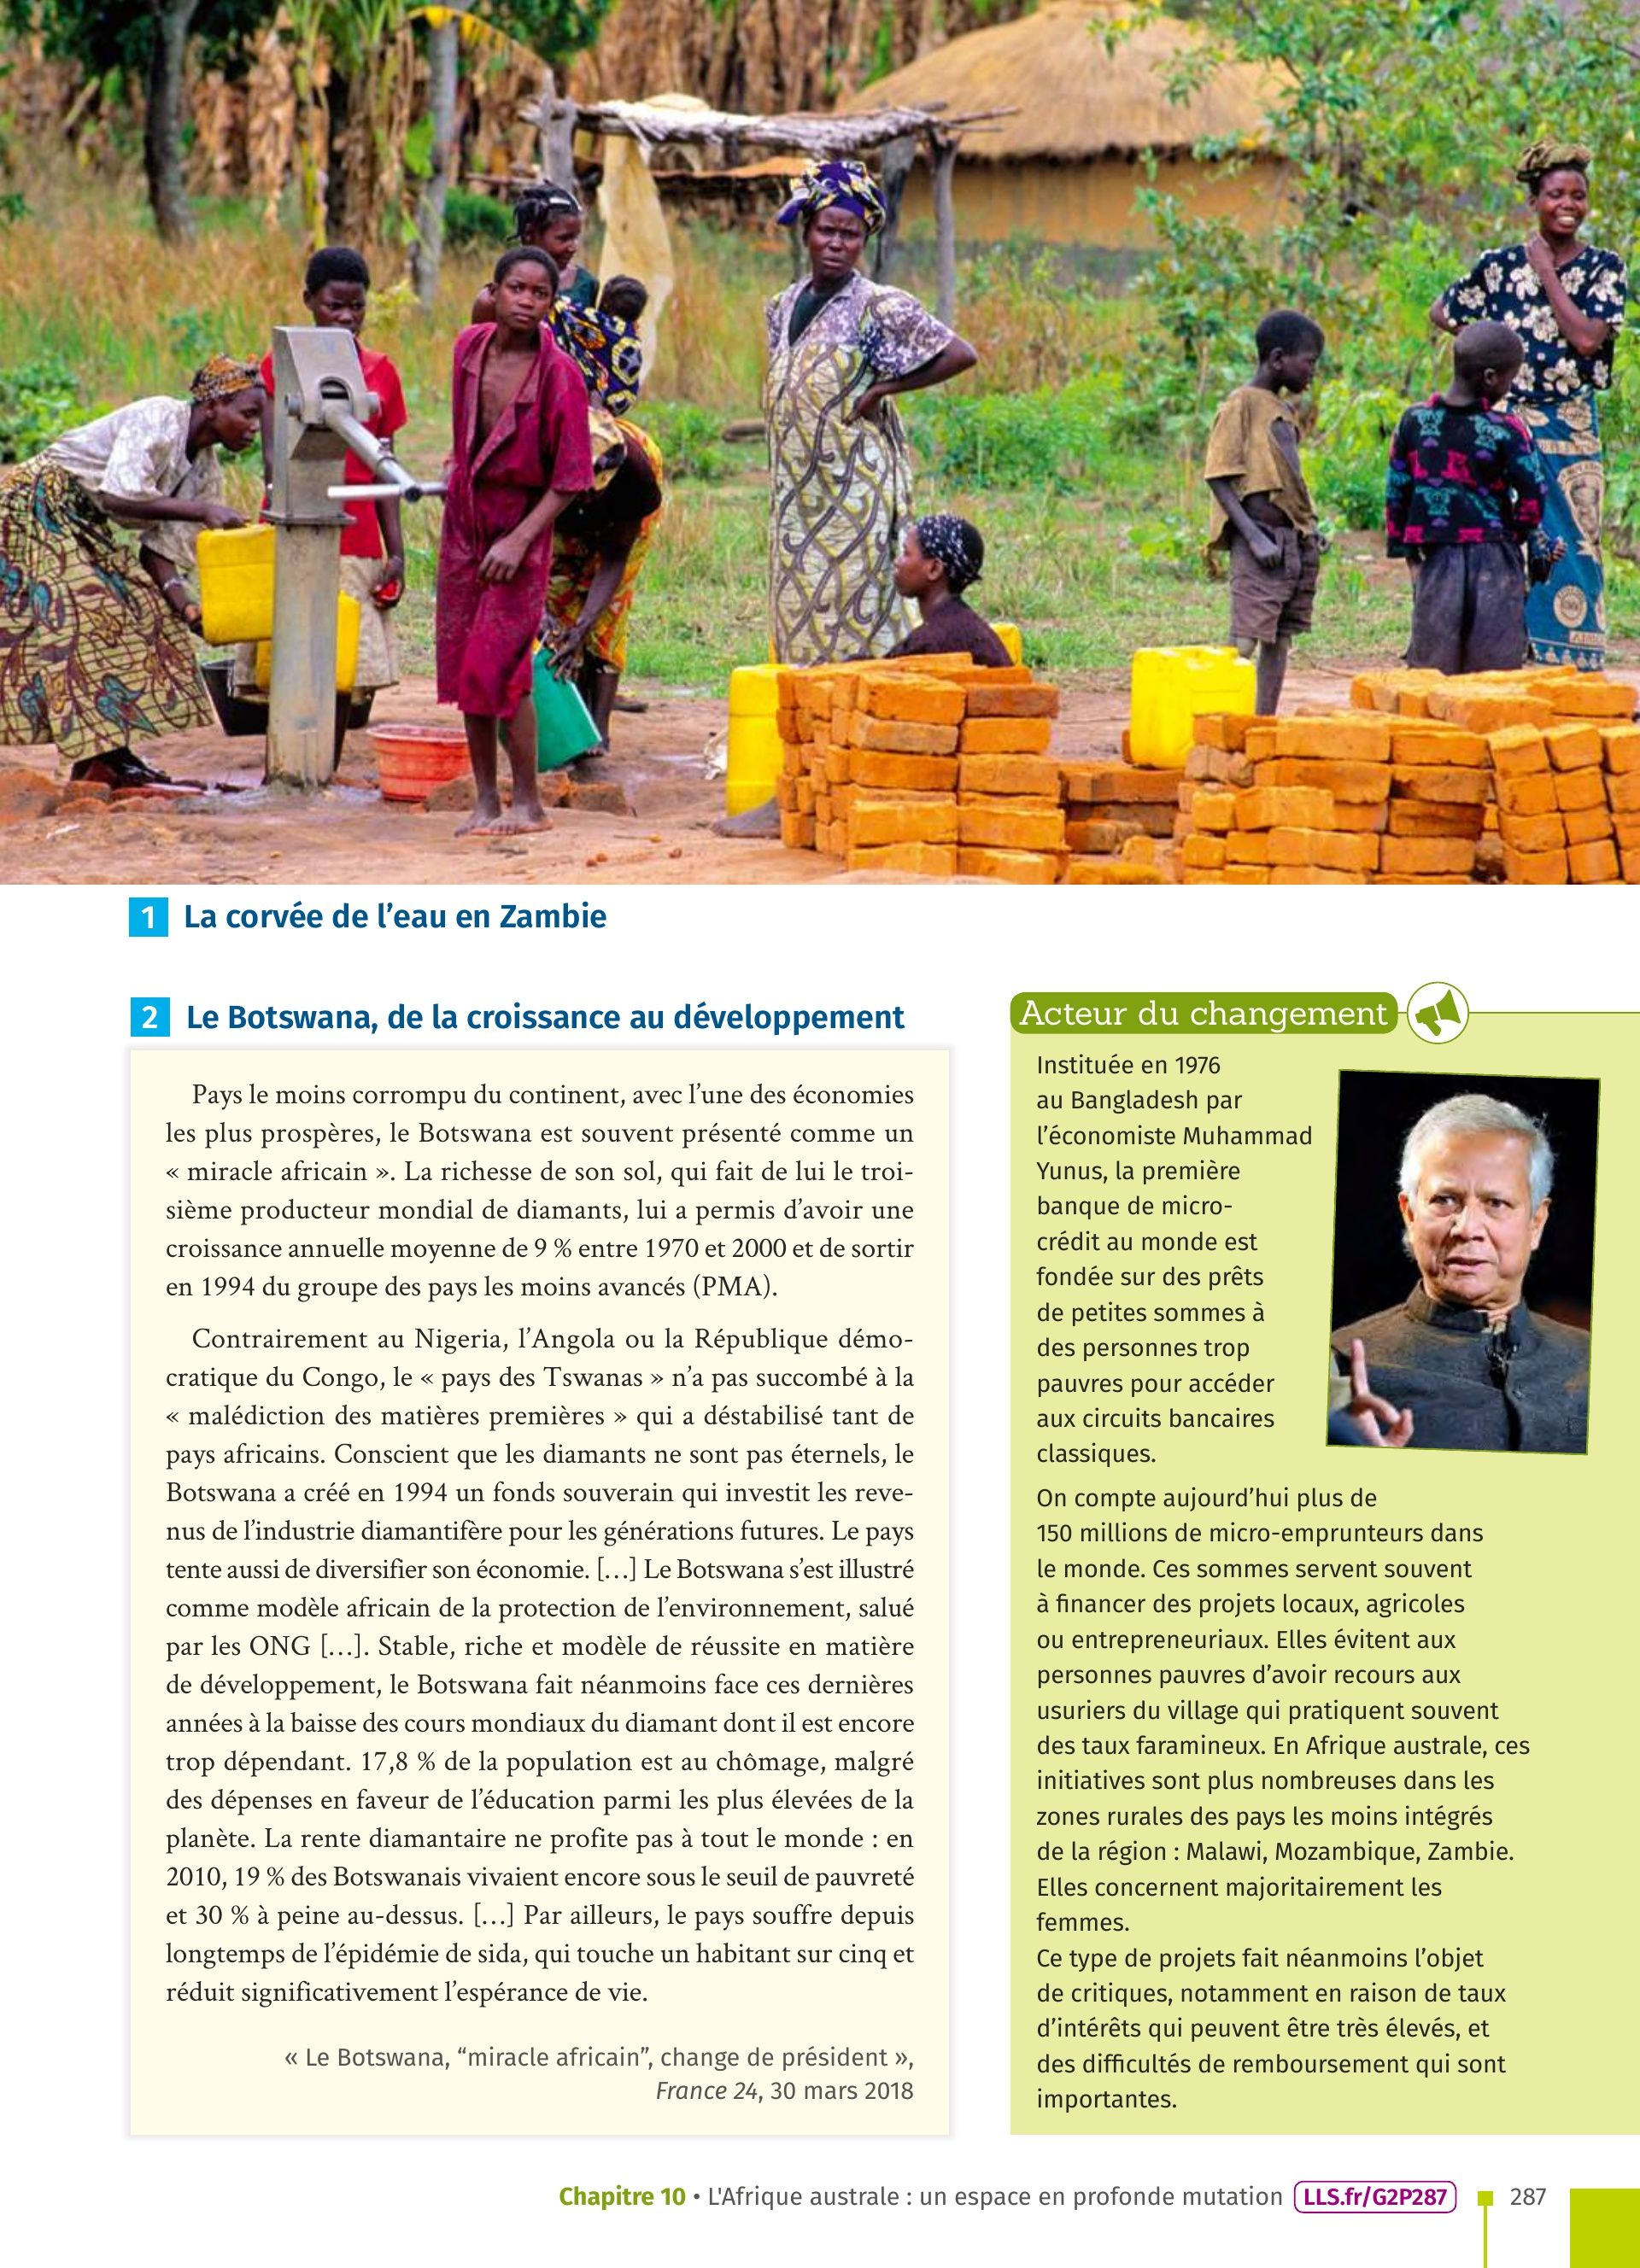 1 La corvée de l’eau en Zambie
2 Le Botswana, de la croissance au développement
Pays le moins corrompu du continent, avec l’une des économies
les plus prospères, le Botswana est souvent présenté comme un
« miracle africain ». La richesse de son sol, qui fait de lui le troi-
sième producteur mondial de diamants, lui a permis d’avoir une
croissance annuelle moyenne de 9 % entre 1970 et 2000 et de sortir
en 1994 du groupe des pays les moins avancés (PMA).
Contrairement au Nigeria, l’Angola ou la République démo-
cratique du Congo, le « pays des Tswanas » n’a pas succombé à la
« malédiction des matières premières » qui a déstabilisé tant de
pays africains. Conscient que les diamants ne sont pas éternels, le
Botswana a créé en 1994 un fonds souverain qui investit les reve-
nus de l’industrie diamantifère pour les générations futures. Le pays
tente aussi de diversifier son économie. […] Le Botswana s’est illustré
comme modèle africain de la protection de l’environnement, salué
par les ONG […]. Stable, riche et modèle de réussite en matière
de développement, le Botswana fait néanmoins face ces dernières
années à la baisse des cours mondiaux du diamant dont il est encore
trop dépendant. 17,8 % de la population est au chômage, malgré
des dépenses en faveur de l’éducation parmi les plus élevées de la
planète. La rente diamantaire ne profite pas à tout le monde : en
2010, 19 % des Botswanais vivaient encore sous le seuil de pauvreté
et 30 % à peine au-dessus. […] Par ailleurs, le pays souffre depuis
longtemps de l’épidémie de sida, qui touche un habitant sur cinq et
réduit significativement l’espérance de vie.
« Le Botswana, “miracle africain”, change de président »,
France 24, 30 mars 2018
Acteur du changement
Instituée en 1976
au Bangladesh par
l’économiste Muhammad
Yunus, la première
banque de micro-
crédit au monde est
fondée sur des prêts
de petites sommes à
des personnes trop
pauvres pour accéder
aux circuits bancaires
classiques.
On compte aujourd’hui plus de
150 millions de micro-emprunteurs dans
le monde. Ces sommes servent souvent
à financer des projets locaux, agricoles
ou entrepreneuriaux. Elles évitent aux
personnes pauvres d’avoir recours aux
usuriers du village qui pratiquent souvent
des taux faramineux. En Afrique australe, ces
initiatives sont plus nombreuses dans les
zones rurales des pays les moins intégrés
de la région : Malawi, Mozambique, Zambie.
Elles concernent majoritairement les
femmes.
Ce type de projets fait néanmoins l’objet
de critiques, notamment en raison de taux
d’intérêts qui peuvent être très élevés, et
des difficultés de remboursement qui sont
importantes.
Chapitre 10 • L'Afrique australe : un espace en profonde mutation LLS.fr/G2P287 287